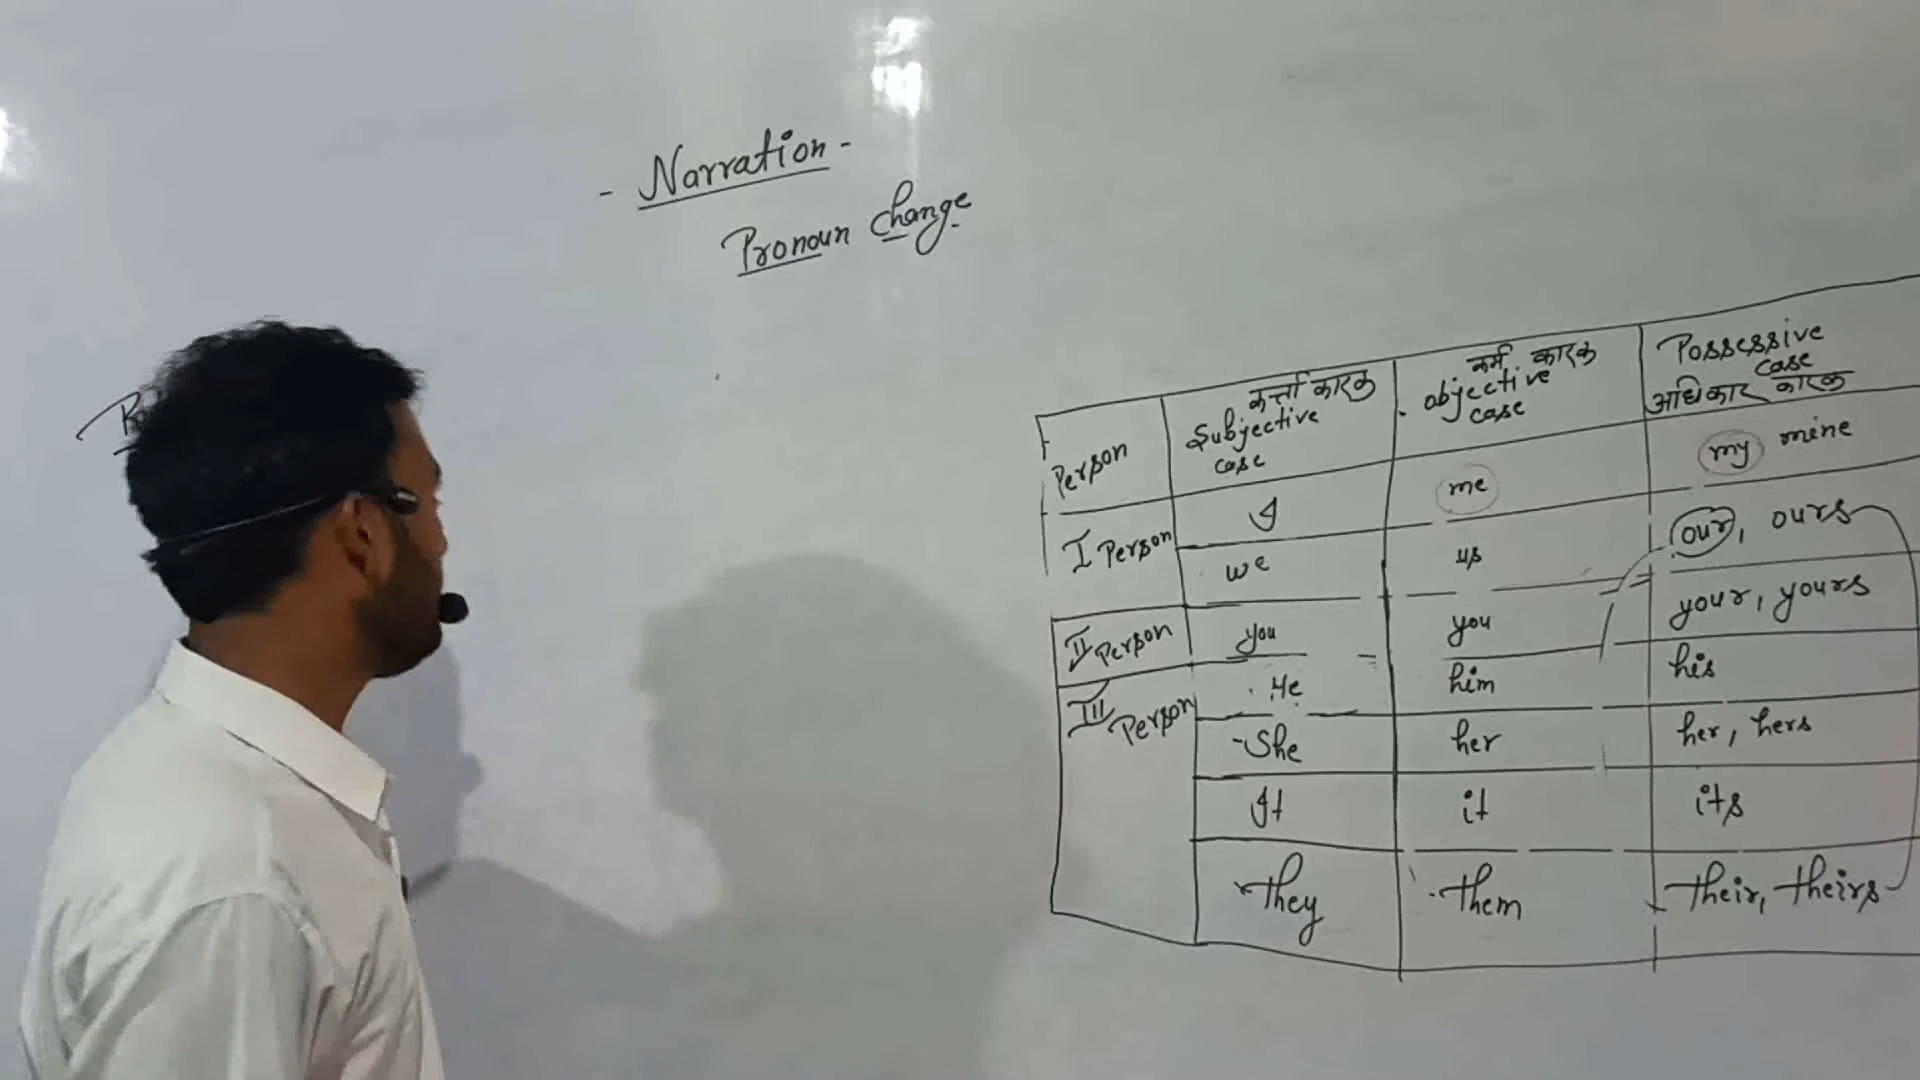 - Narration -
Pronoun change
Person | कर्त्ता कारक Subjective case | कर्म कारक objective case | Possessive case अधिकार कारक
I Person | I | me | my mine
we | us | our, ours
II Person | you | you | your, yours
III Person | He | him | his
She | her | her, hers
It | it | its
They | Them | Their, theirs